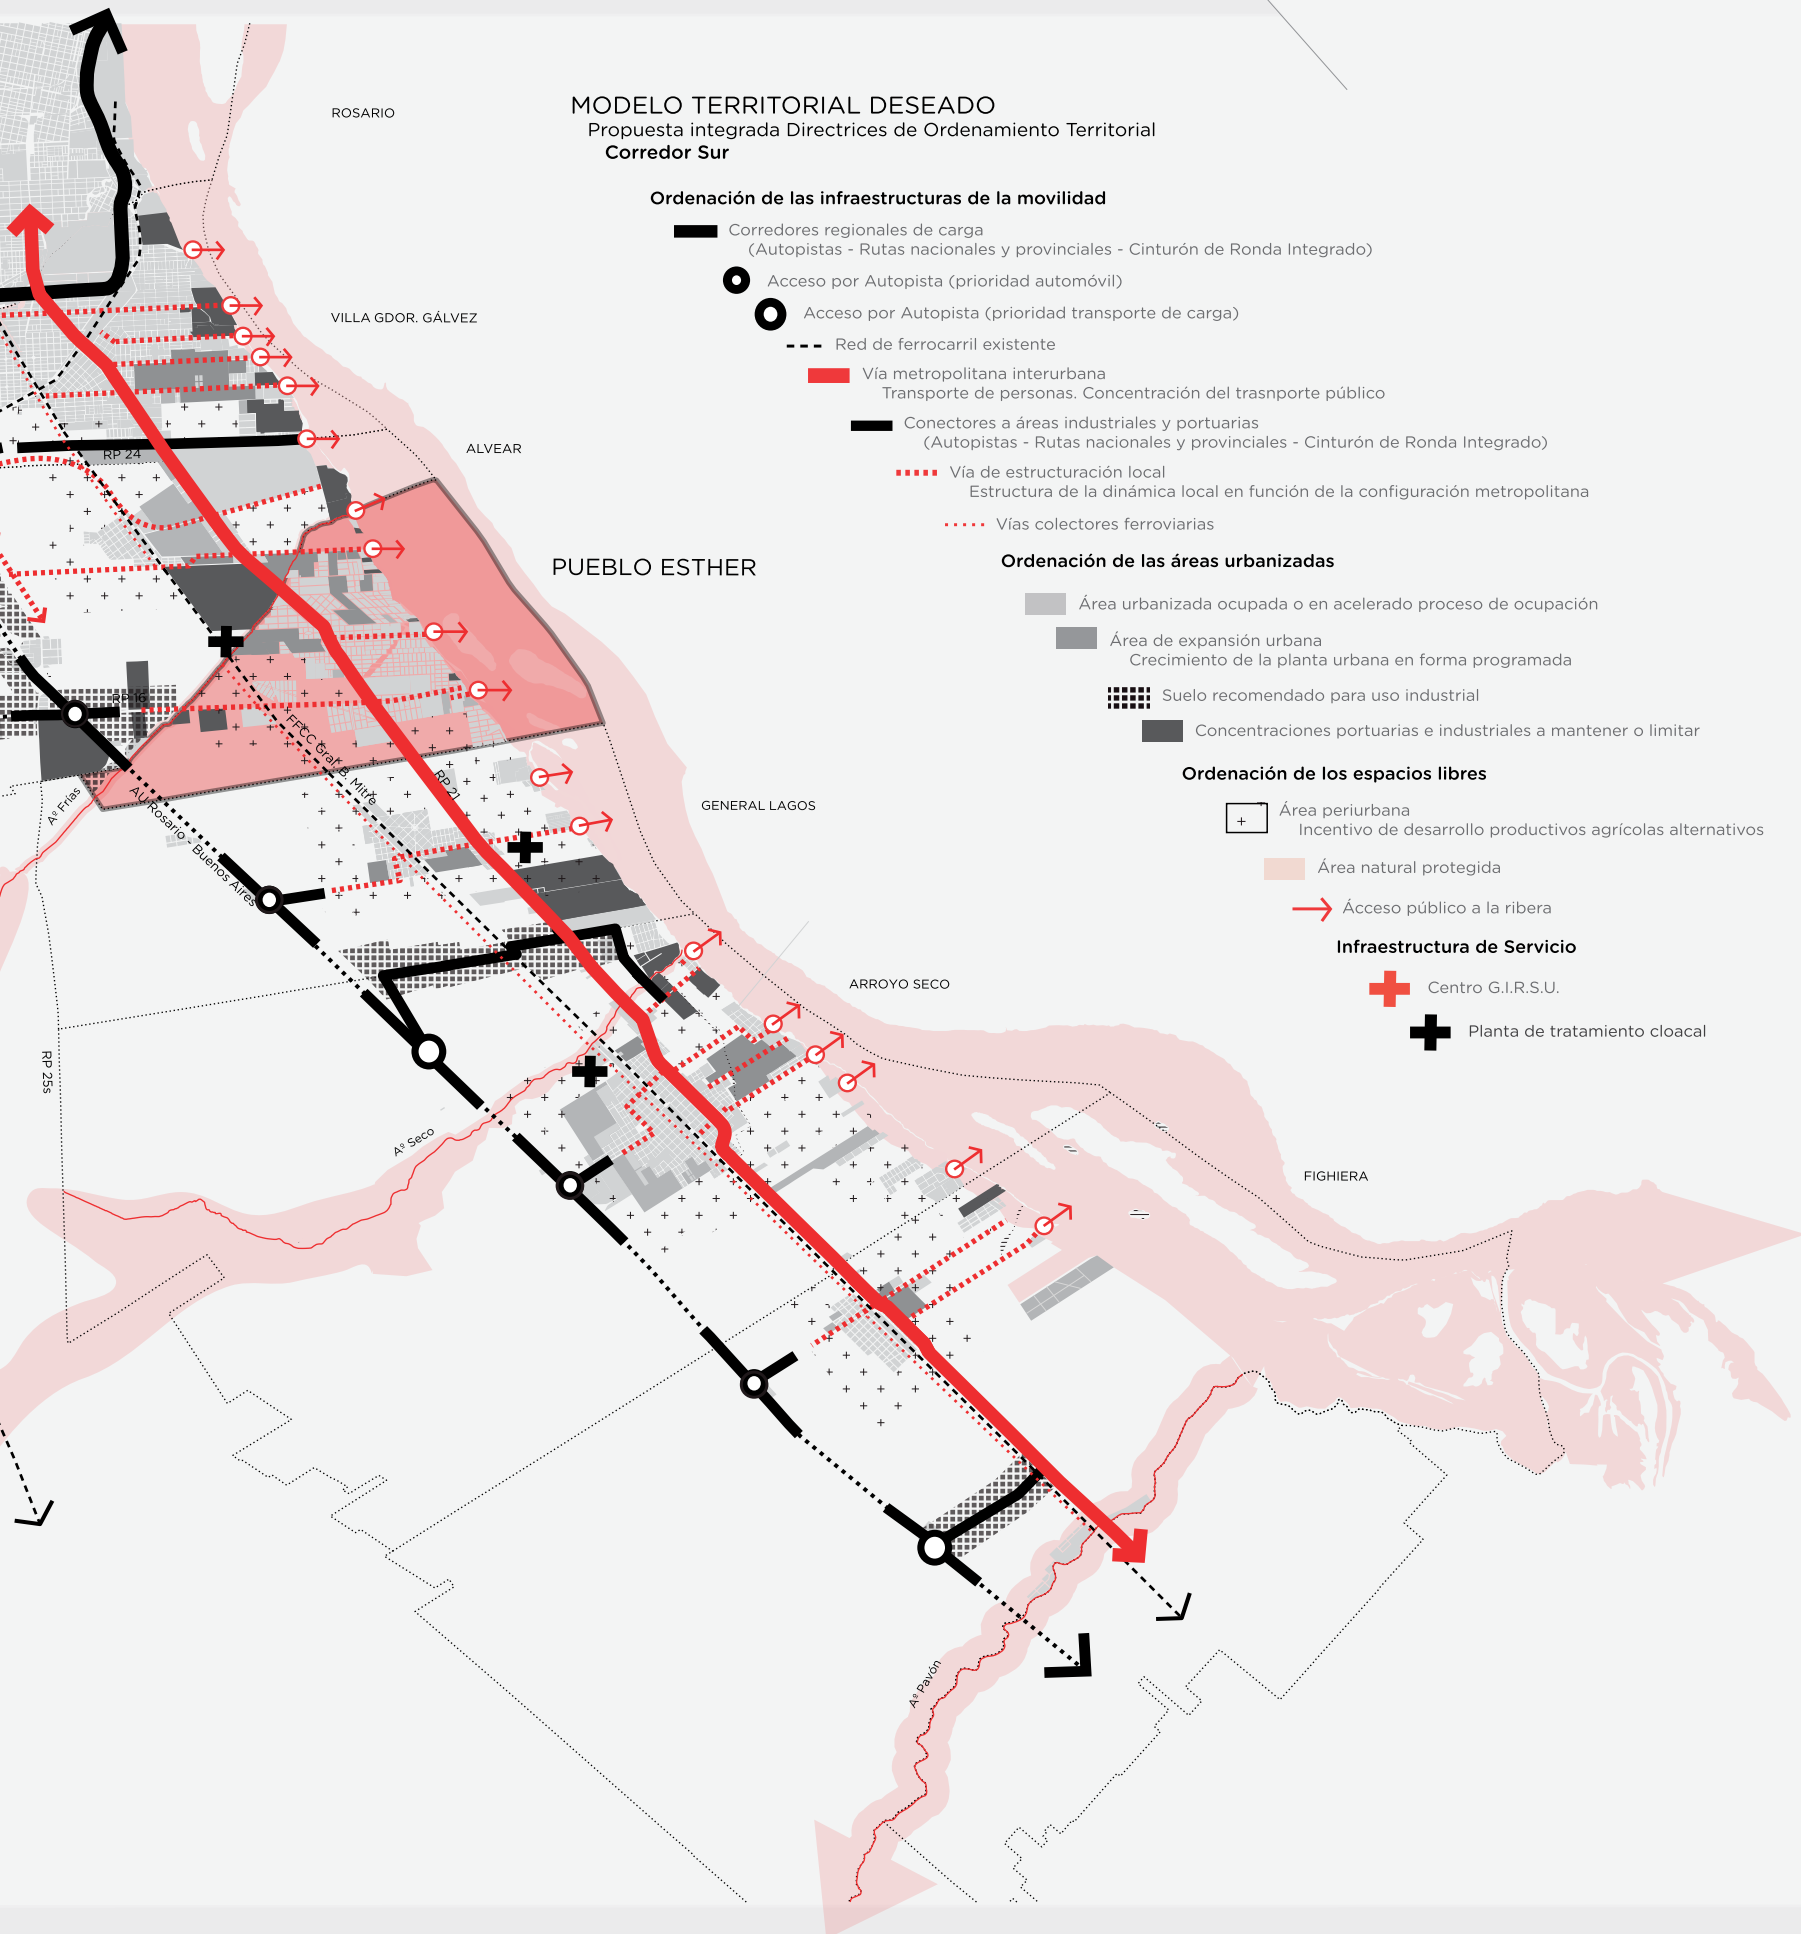 MODELO TERRITORIAL DESEADO
Propuesta integrada Directrices de Ordenamiento Territorial
Corredor Sur
Ordenación de las infraestructuras de la movilidad
Corredores regionales de carga
(Autopistas - Rutas nacionales y provinciales - Cinturón de Ronda Integrado)
Acceso por Autopista (prioridad automóvil)
Acceso por Autopista (prioridad transporte de carga)
Red de ferrocarril existente
Vía metropolitana interurbana
Transporte de personas. Concentración del trasnporte público
Conectores a áreas industriales y portuarias
(Autopistas - Rutas nacionales y provinciales - Cinturón de Ronda Integrado)
Vía de estructuración local
Estructura de la dinámica local en función de la configuración metropolitana
Vías colectores ferroviarias
Ordenación de las áreas urbanizadas
Área urbanizada ocupada o en acelerado proceso de ocupación
Área de expansión urbana
Crecimiento de la planta urbana en forma programada
Suelo recomendado para uso industrial
Concentraciones portuarias e industriales a mantener o limitar
Ordenación de los espacios libres
Área periurbana
Incentivo de desarrollo productivos agrícolas alternativos
Área natural protegida
Ácceso público a la ribera
Infraestructura de Servicio
Centro G.I.R.S.U.
Planta de tratamiento cloacal
ROSARIO
VILLA GDOR. GÁLVEZ
ALVEAR
RP 24
PUEBLO ESTHER
RP 16
FFCC Gral. B. Mitre
RP 21
Aº Frías
AU Rosario - Buenos Aires
GENERAL LAGOS
ARROYO SECO
RP 25s
Aº Seco
FIGHIERA
Aº Pavón